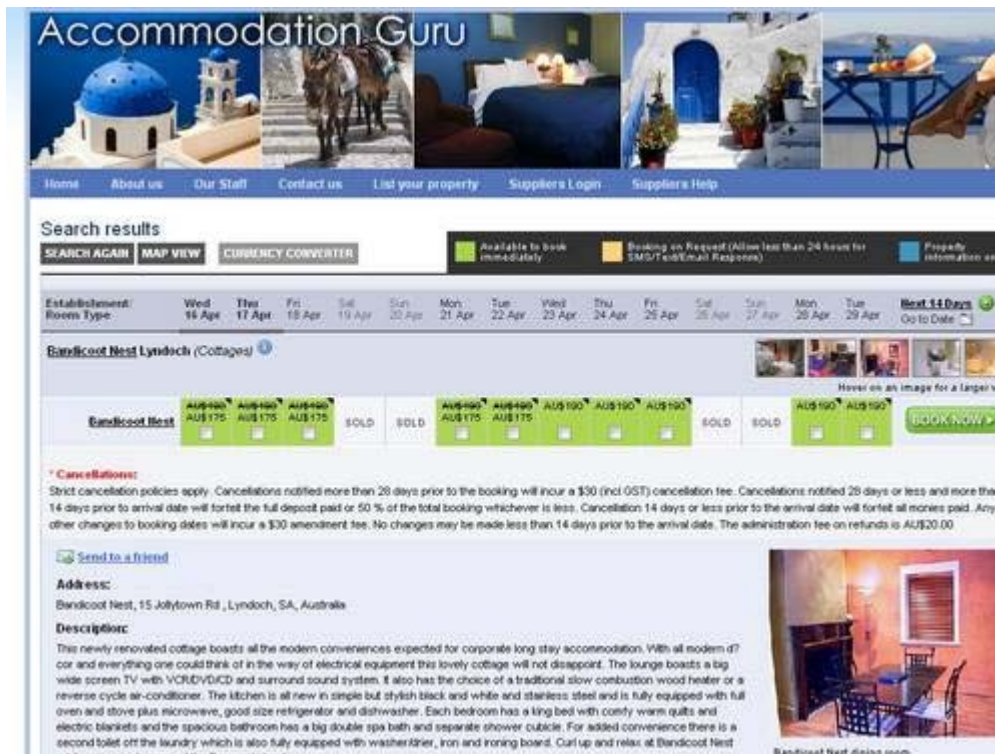 Accommodation Guru
Home About us Our Staff Contact us List your property Suppliers Login Suppliers Help
Search results
SEARCH AGAIN MAP VIEW CURRENCY CONVERTER
Available to book immediately
Booking on Request (Allow less than 24 hours for SMS/Text/Email Response)
Property information on
Establishment: Room Type
Wed 16 Apr Thu 17 Apr Fri 18 Apr Sat 19 Apr Sun 20 Apr Mon 21 Apr Tue 22 Apr Wed 23 Apr Thu 24 Apr Fri 25 Apr Sat 26 Apr Sun 27 Apr Mon 28 Apr Tue 29 Apr
Next 14 Days
Go to Date
Bandicoot Nest Lyndoch (Cottages)
Hover on an image for a larger v
AU$190 AU$190 AU$190 AU$190 AU$190 AU$190 AU$190 AU$190 AU$190 AU$190
Bandicoot Nest AU$175 AU$175 AU$175 SOLD SOLD AU$175 AU$175 SOLD SOLD BOOK NOW
* Cancellations:
Strict cancellation policies apply. Cancellations notified more than 28 days prior to the booking will incur a $30 (incl GST) cancellation fee. Cancellations notified 28 days or less and more tha
14 days prior to arrival date will forfeit the full deposit paid or 50 % of the total booking whichever is less. Cancellation 14 days or less prior to the arrival date will forfeit all monies paid. Any
other changes to booking dates will incur a $30 amendment fee. No changes may be made less than 14 days prior to the arrival date. The administration fee on refunds is AU$20.00
Send to a friend
Address:
Bandicoot Nest, 15 Jollytown Rd , Lyndoch, SA, Australia
Description:
This newly renovated cottage boasts all the modern conveniences expected for corporate long stay accommodation. With all modern d?
cor and everything one could think of in the way of electrical equipment this lovely cottage will not disappoint. The lounge boasts a big
wide screen TV with VCR/DVD/CD and surround sound system. It also has the choice of a traditional slow combustion wood heater or a
reverse cycle air-conditioner. The kitchen is all new in simple but stylish black and white and stainless steel and is fully equipped with full
oven and stove plus microwave, good size refrigerator and dishwasher. Each bedroom has a king bed with comfy warm quilts and
electric blankets and the spacious bathroom has a big double spa bath and separate shower cubicle. For added convenience there is a
second toilet off the laundry which is also fully equipped with washer/drier, iron and ironing board. Curl up and relax at Bandicoot Nest
Bandicoot Nest dining room